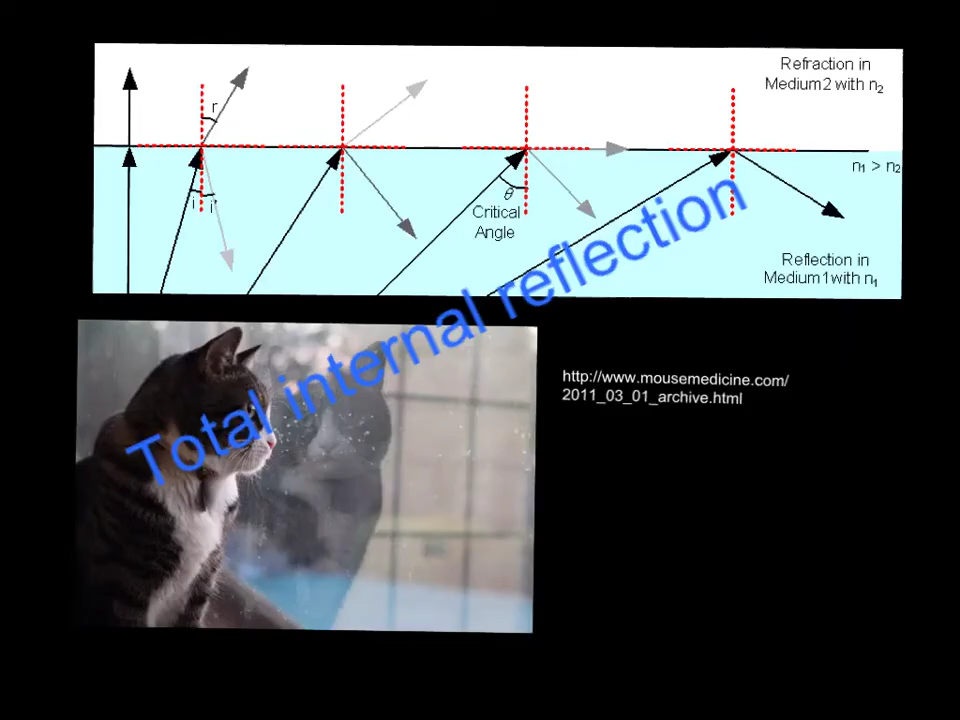 Refraction in
Medium2 with n₂
r
n₁ > n₂
i
i'
θ
Critical
Angle
Reflection in
Medium1 with n₁
Total internal reflection
http://www.mousemedicine.com/
2011_03_01_archive.html